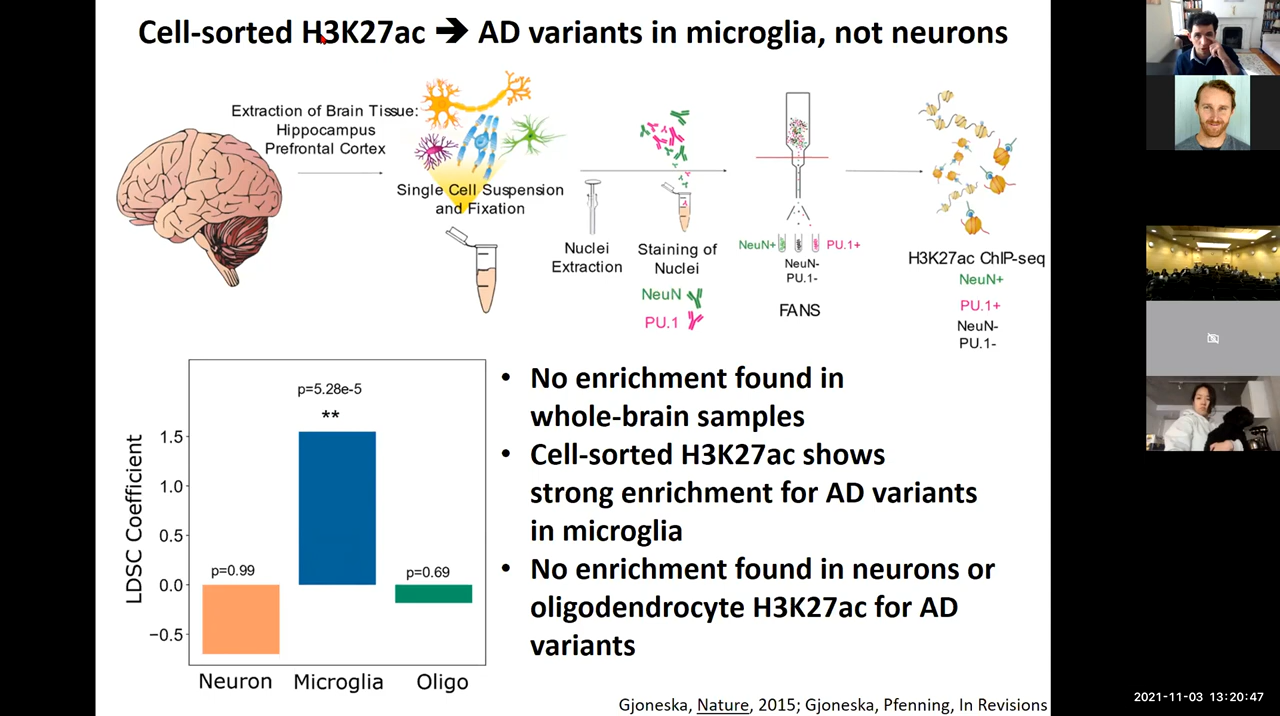 Cell-sorted H3K27ac ➔ AD variants in microglia, not neurons
Extraction of Brain Tissue:
Hippocampus
Prefrontal Cortex
Single Cell Suspension
and Fixation
Nuclei
Extraction
Staining of
Nuclei
NeuN
PU.1
NeuN+
PU.1+
NeuN-
PU.1-
FANS
H3K27ac ChIP-seq
NeuN+
PU.1+
NeuN-
PU.1-
LDSC Coefficient
1.5
1.0
0.5
0.0
−0.5
p=0.99
p=5.28e-5
**
p=0.69
Neuron
Microglia
Oligo
• No enrichment found in
whole-brain samples
• Cell-sorted H3K27ac shows
strong enrichment for AD variants
in microglia
• No enrichment found in neurons or
oligodendrocyte H3K27ac for AD
variants
Gjoneska, Nature, 2015; Gjoneska, Pfenning, In Revisions
2021-11-03 13:20:47